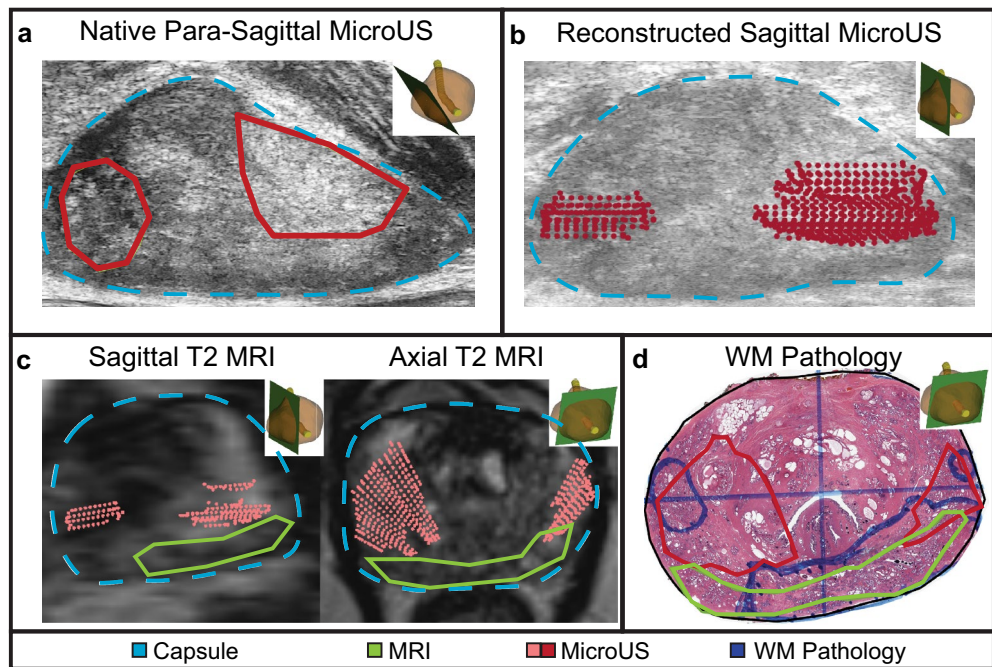 a Native Para-Sagittal MicroUS
b Reconstructed Sagittal MicroUS
c Sagittal T2 MRI Axial T2 MRI
d WM Pathology
Capsule MRI MicroUS WM Pathology